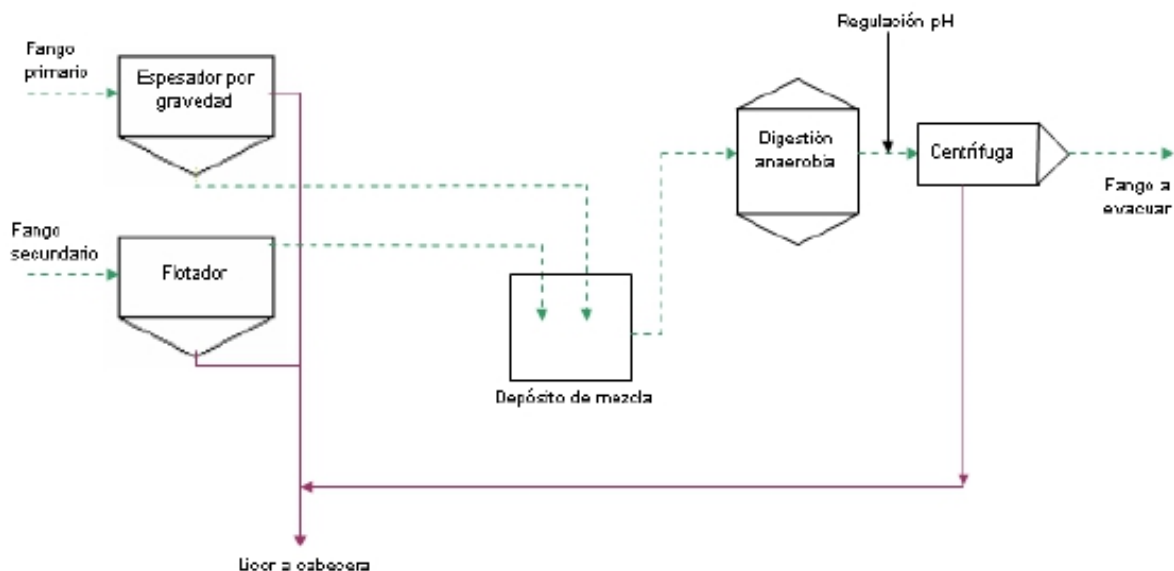 Regulación pH
Fango
primario
Espesador por
gravedad
Digestión
anaerobia
Centrífuga
Fango a
evacuar
Fango
secundario
Flotador
Depósito de mezcla
Licor a cabecera